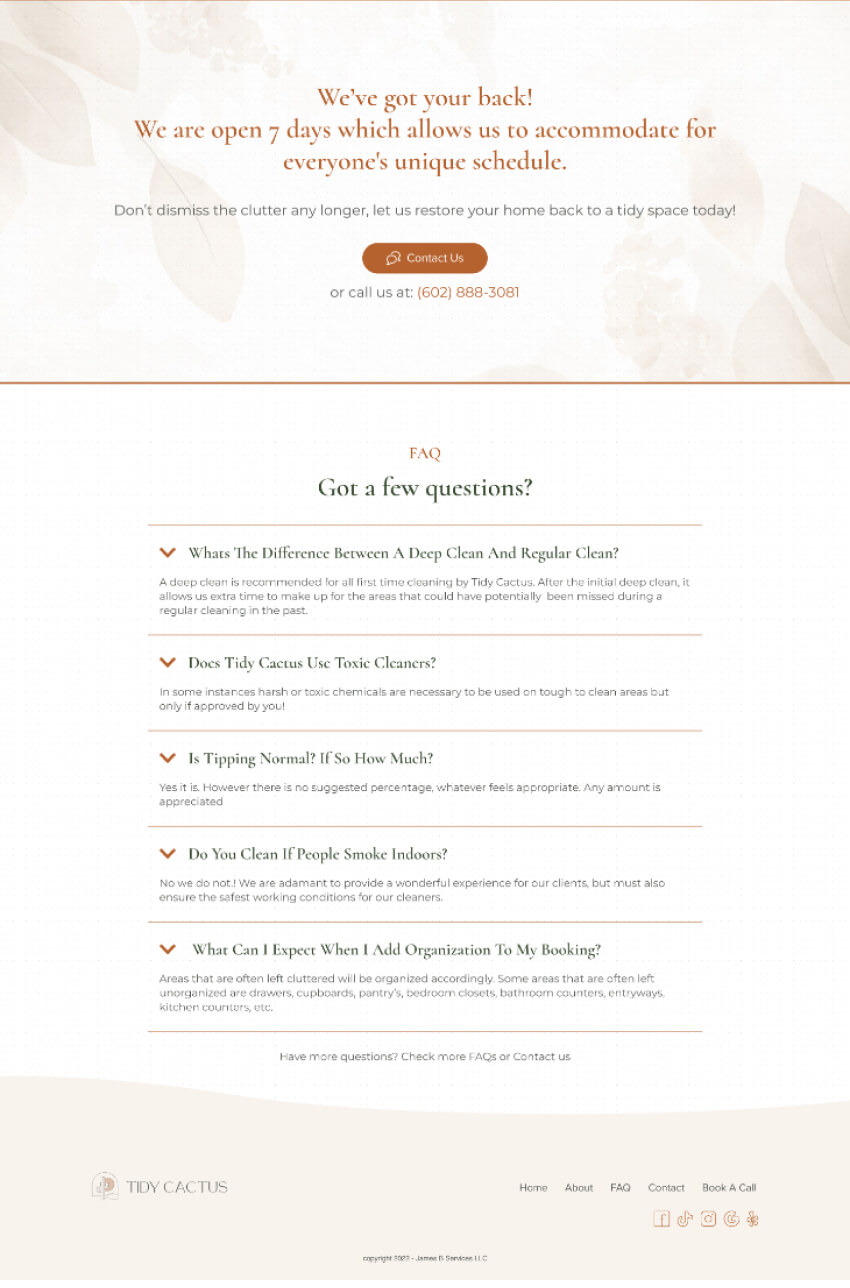 We've got your back!
We are open 7 days which allows us to accommodate for
everyone's unique schedule.
Don't dismiss the clutter any longer, let us restore your home back to a tidy space today!
Contact Us
or call us at: (602) 888-3081
FAQ
Got a few questions?
Whats The Difference Between A Deep Clean And Regular Clean?
A deep clean is recommended for all first time cleaning by Tidy Cactus. After the initial deep clean, it
allows us extra time to make up for the areas that could have potentially been missed during a
regular cleaning in the past.
Does Tidy Cactus Use Toxic Cleaners?
In some instances harsh or toxic chemicals are necessary to be used on tough to clean areas but
only if approved by you!
Is Tipping Normal? If So How Much?
Yes it is. However there is no suggested percentage, whatever feels appropriate. Any amount is
appreciated
Do You Clean If People Smoke Indoors?
No we do not.! We are adamant to provide a wonderful experience for our clients, but must also
ensure the safest working conditions for our cleaners.
What Can I Expect When I Add Organization To My Booking?
Areas that are often left cluttered will be organized accordingly. Some areas that are often left
unorganized are drawers, cupboards, pantry's, bedroom closets, bathroom counters, entryways,
kitchen counters, etc.
Have more questions? Check more FAQs or Contact us
TIDY CACTUS
Home About FAQ Contact Book A Call
copyright 2022 - James B Services LLC